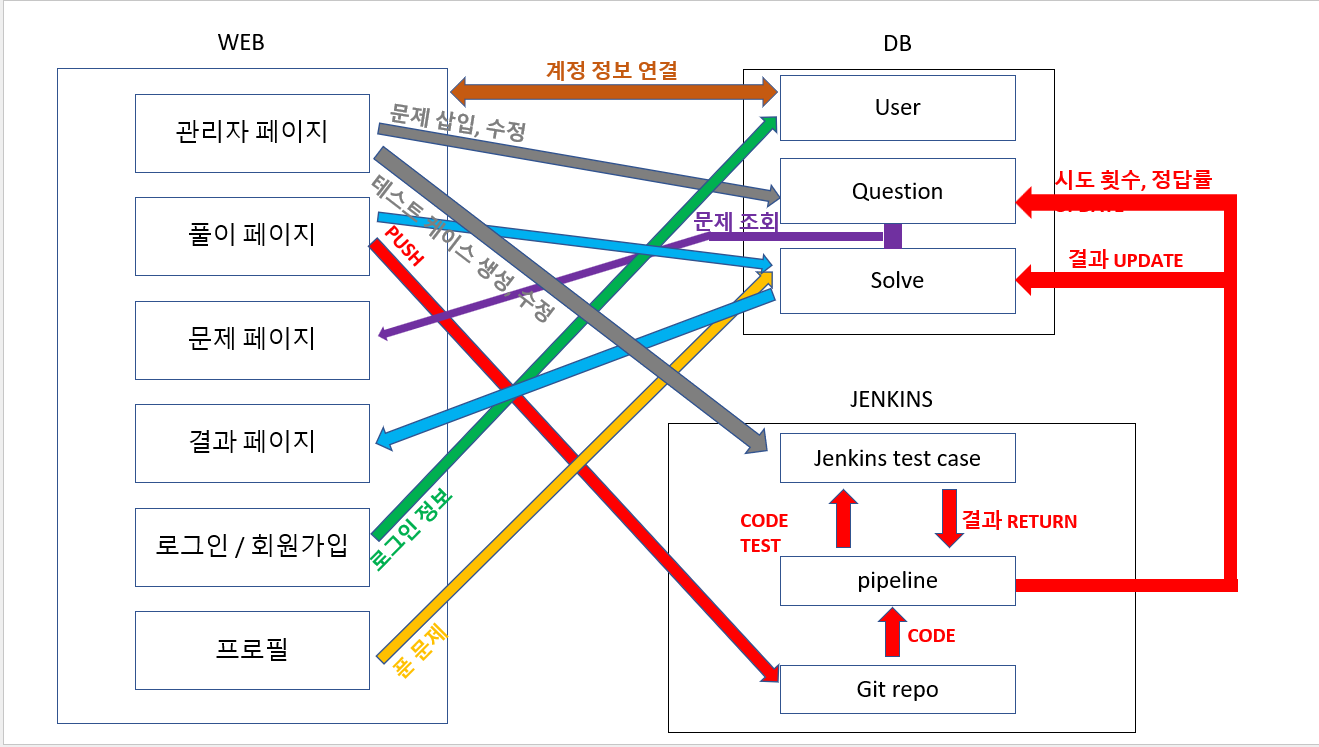 WEB
DB
계정 정보 연결
관리자 페이지
문제 삽입, 수정
User
테스트 케이스 생성, 수정
Question
시도 횟수, 정답률
UPDATE
풀이 페이지
PUSH
문제 조회
Solve
결과 UPDATE
문제 페이지
결과 페이지
JENKINS
Jenkins test case
로그인 정보
로그인 / 회원가입
CODE
TEST
결과 RETURN
pipeline
프로필
푼 문제
CODE
Git repo